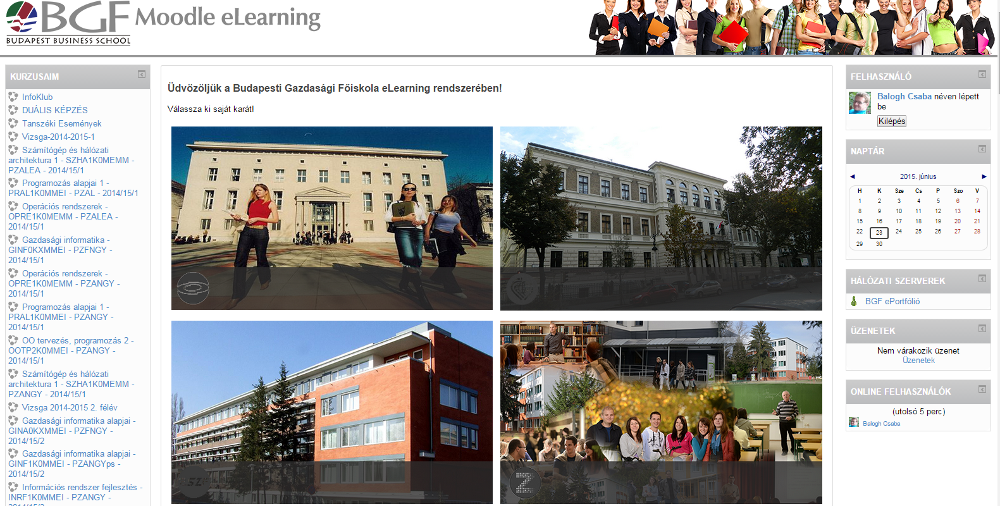 BGF Moodle eLearning
BUDAPEST BUSINESS SCHOOL
KURZUSAIM
InfoKlub
DUÁLIS KÉPZÉS
Tanszéki Események
Vizsga-2014-2015-1
Számítógép és hálózati
architektura 1 - SZHA1K0MEMM -
PZALEA - 2014/15/1
Programozás alapjai 1 -
PRAL1K0MMEI - PZAL - 2014/15/1
Operációs rendszerek -
OPRE1K0MEMM - PZALEA -
2014/15/1
Gazdasági informatika -
GINF0KXMMEI - PZFNGY -
2014/15/1
Operációs rendszerek -
OPRE1K0MEMM - PZANGY -
2014/15/1
Programozás alapjai 1 -
PRAL1K0MMEI - PZANGY -
2014/15/1
OO tervezés, programozás 2 -
OOTP2K0MMEI - PZANGY -
2014/15/1
Számítógép és hálózati
architektura 1 - SZHA1K0MEMM -
PZANGY - 2014/15/1
Vizsga 2014-2015 2. félév
Gazdasági informatika alapjai -
GINA0KXMMEI - PZFNGY -
2014/15/2
Gazdasági informatika alapjai -
GINF1K0MMEI - PZANGYps -
2014/15/2
Információs rendszer fejlesztés -
INRF1K0MMEI - PZANGY -
2014/15/2
Üdvözöljük a Budapesti Gazdasági Főiskola eLearning rendszerében!
Válassza ki saját karát!
Z
FELHASZNÁLÓ
Balogh Csaba néven lépett
be
Kilépés
NAPTÁR
◄ 2015. június ►
H K Sze Cs P Szo V
1 2 3 4 5 6 7
8 9 10 11 12 13 14
15 16 17 18 19 20 21
22 23 24 25 26 27 28
29 30
HÁLÓZATI SZERVEREK
BGF ePortfólió
ÜZENETEK
Nem várakozik üzenet
Üzenetek
ONLINE FELHASZNÁLÓK
(utolsó 5 perc)
Balogh Csaba